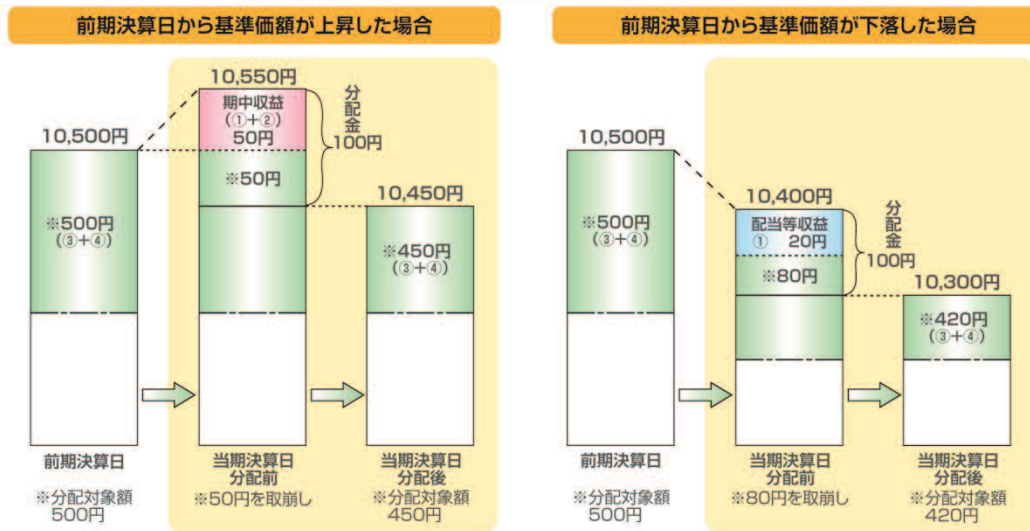 前期決算日から基準価額が上昇した場合
10,550円
期中収益
(①+②)
50円
分配金
100円
10,500円
※50円
10,450円
※500円
(③+④)
※450円
(③+④)
前期決算日
当期決算日
分配前
当期決算日
分配後
※分配対象額
500円
※50円を取崩し
※分配対象額
450円
前期決算日から基準価額が下落した場合
10,500円
10,400円
配当等収益
① 20円
分配金
100円
※500円
(③+④)
※80円
10,300円
※420円
(③+④)
前期決算日
当期決算日
分配前
当期決算日
分配後
※分配対象額
500円
※80円を取崩し
※分配対象額
420円